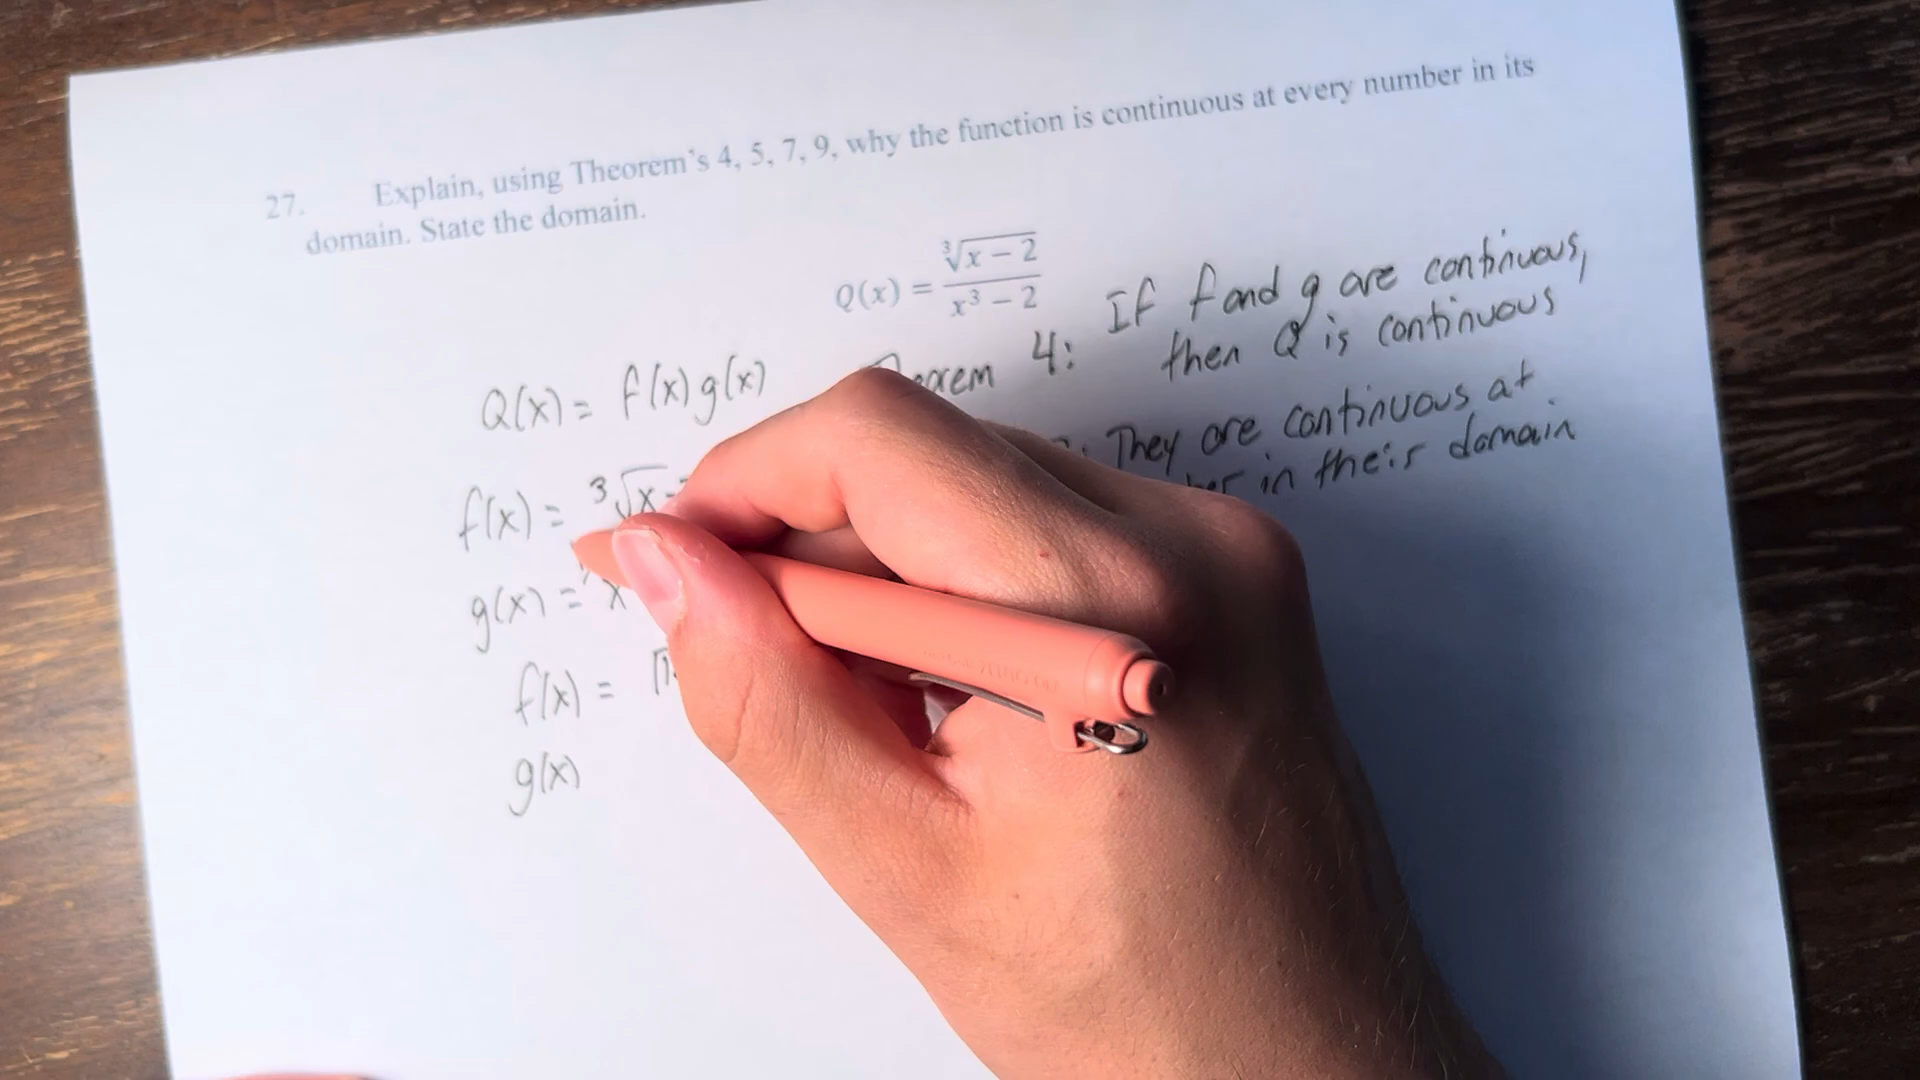 27. Explain, using Theorem's 4, 5, 7, 9, why the function is continuous at every number in its
domain. State the domain.
Q(x) = ∛(x − 2) / (x³ − 2)
Q(x) = f(x) g(x)
4: If f and g are continuous,
then Q is continuous
They are continuous at
in their domain
f(x) = ³√x
g(x) = x
f(x) =
g(x)